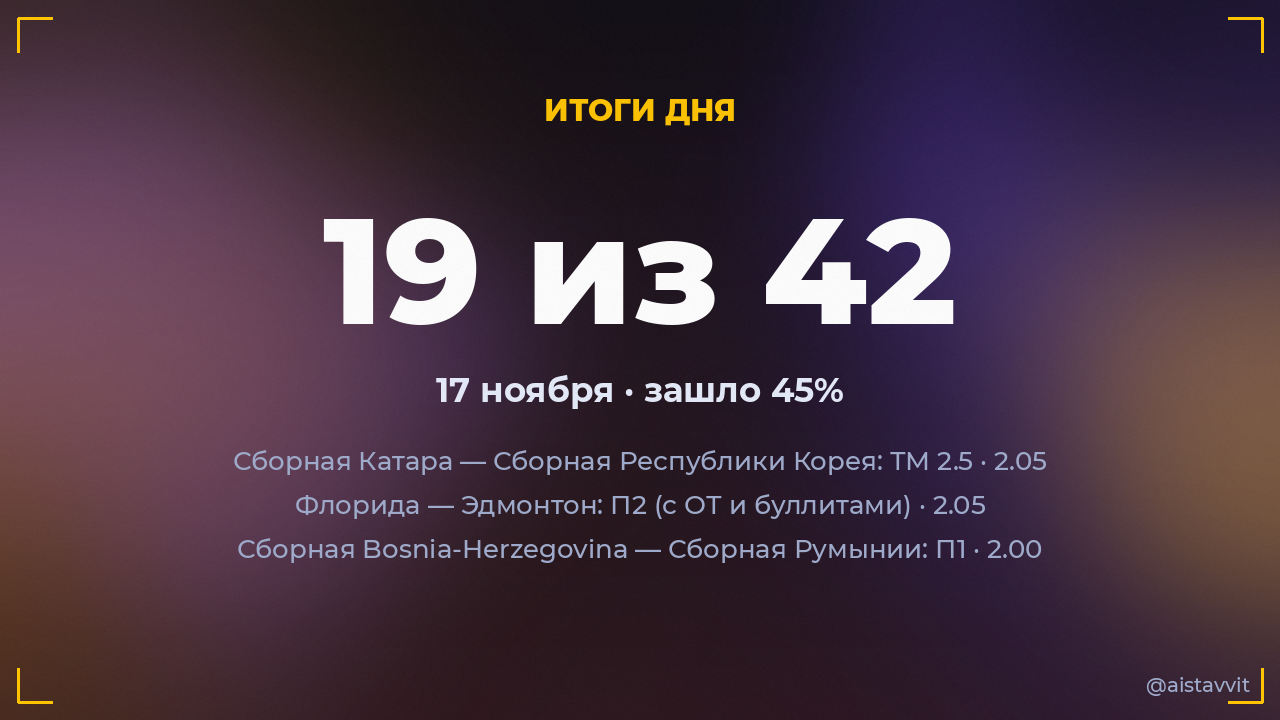 ИТОГИ ДНЯ
19 из 42
17 ноября · зашло 45%
Сборная Катара — Сборная Республики Корея: ТМ 2.5 · 2.05
Флорида — Эдмонтон: П2 (с ОТ и буллитами) · 2.05
Сборная Bosnia-Herzegovina — Сборная Румынии: П1 · 2.00
@aistavvit